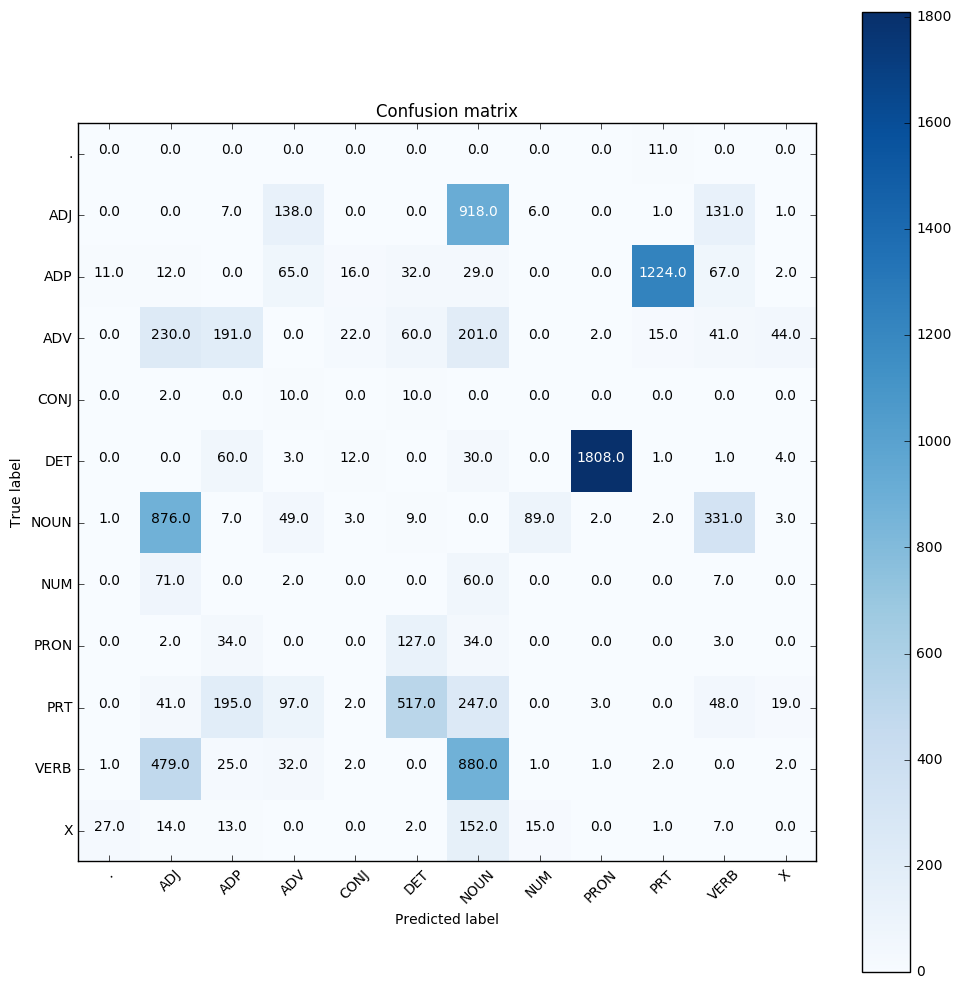 Confusion matrix
. 0.0 0.0 0.0 0.0 0.0 0.0 0.0 0.0 0.0 11.0 0.0 0.0
ADJ 0.0 0.0 7.0 138.0 0.0 0.0 918.0 6.0 0.0 1.0 131.0 1.0
ADP 11.0 12.0 0.0 65.0 16.0 32.0 29.0 0.0 0.0 1224.0 67.0 2.0
ADV 0.0 230.0 191.0 0.0 22.0 60.0 201.0 0.0 2.0 15.0 41.0 44.0
CONJ 0.0 2.0 0.0 10.0 0.0 10.0 0.0 0.0 0.0 0.0 0.0 0.0
DET 0.0 0.0 60.0 3.0 12.0 0.0 30.0 0.0 1808.0 1.0 1.0 4.0
NOUN 1.0 876.0 7.0 49.0 3.0 9.0 0.0 89.0 2.0 2.0 331.0 3.0
NUM 0.0 71.0 0.0 2.0 0.0 0.0 60.0 0.0 0.0 0.0 7.0 0.0
PRON 0.0 2.0 34.0 0.0 0.0 127.0 34.0 0.0 0.0 0.0 3.0 0.0
PRT 0.0 41.0 195.0 97.0 2.0 517.0 247.0 0.0 3.0 0.0 48.0 19.0
VERB 1.0 479.0 25.0 32.0 2.0 0.0 880.0 1.0 1.0 2.0 0.0 2.0
X 27.0 14.0 13.0 0.0 0.0 2.0 152.0 15.0 0.0 1.0 7.0 0.0
. ADJ ADP ADV CONJ DET NOUN NUM PRON PRT VERB X
Predicted label
True label
1800
1600
1400
1200
1000
800
600
400
200
0